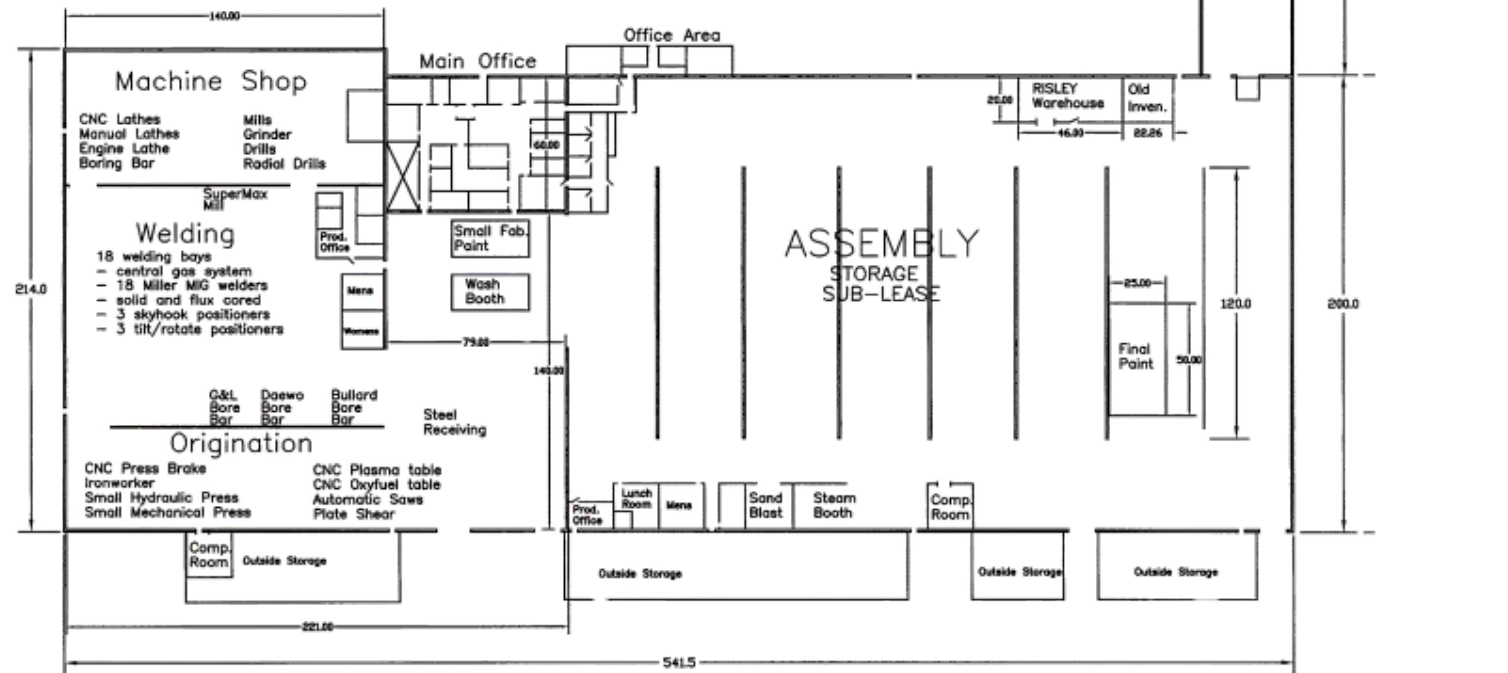 140.00
Office Area
Main Office
Machine Shop
CNC Lathes
Manual Lathes
Engine Lathe
Boring Bar
Mills
Grinder
Drills
Radial Drills
RISLEY
Warehouse
Old
Inven.
20.00
46.00
22.26
60.00
SuperMax
Mill
Welding
18 welding bays
- central gas system
- 18 Miller MIG welders
- solid and flux cored
- 3 skyhook positioners
- 3 tilt/rotate positioners
Prod.
Office
Small Fab.
Paint
Wash
Booth
Mens
Womens
214.0
79.00
140.00
ASSEMBLY
STORAGE
SUB-LEASE
25.00
Final
Paint
50.00
120.0
200.0
G&L
Bore
Bar
Daewo
Bore
Bar
Bullard
Bore
Bar
Steel
Receiving
Origination
CNC Press Brake
Ironworker
Small Hydraulic Press
Small Mechanical Press
CNC Plasma table
CNC Oxyfuel table
Automatic Saws
Plate Shear
Prod.
Office
Lunch
Room
Mens
Sand
Blast
Steam
Booth
Comp.
Room
Comp.
Room
Outside Storage
Outside Storage
Outside Storage
Outside Storage
221.00
541.5